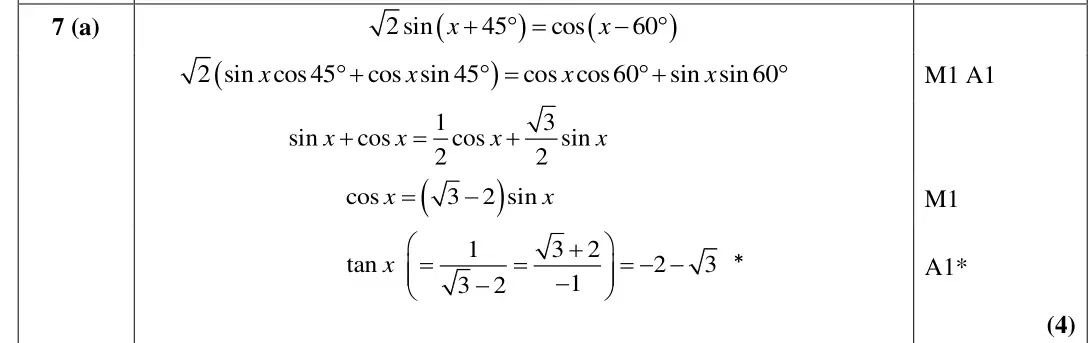 7 (a) √2 sin(x + 45°) = cos(x − 60°)
√2(sin x cos 45° + cos x sin 45°) = cos x cos 60° + sin x sin 60° M1 A1
sin x + cos x = 1/2 cos x + √3/2 sin x
cos x = (√3 − 2) sin x M1
tan x (= 1/(√3 − 2) = (√3 + 2)/−1) = −2 − √3 * A1*
(4)